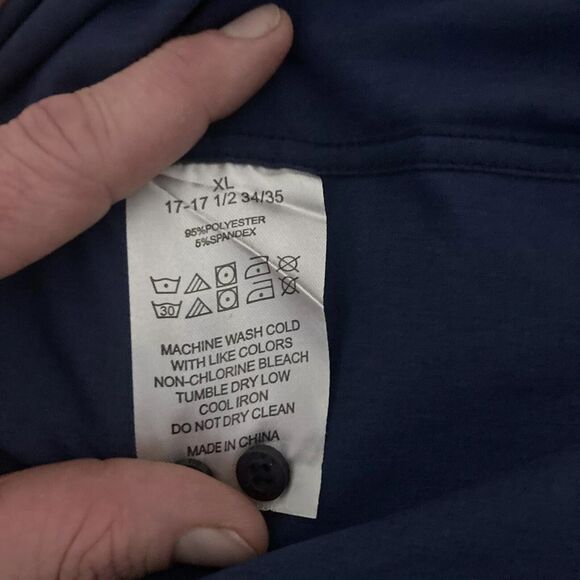 XL
17-17 1/2 34/35
95%POLYESTER
5%SPANDEX
30
MACHINE WASH COLD
WITH LIKE COLORS
NON-CHLORINE BLEACH
TUMBLE DRY LOW
COOL IRON
DO NOT DRY CLEAN
MADE IN CHINA